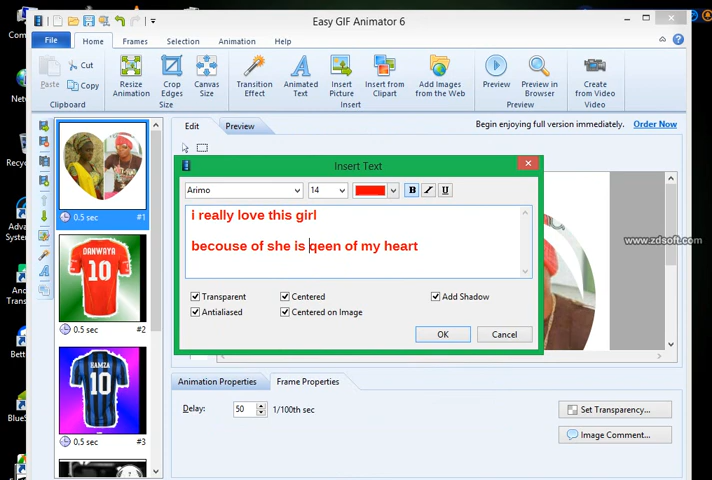 Easy GIF Animator 6
File
Home
Frames
Selection
Animation
Help
Paste
Cut
Copy
Clipboard
Resize Animation
Crop Edges
Canvas Size
Size
Transition Effect
Animated Text
Insert Picture
Insert from Clipart
Add Images from the Web
Insert
Preview
Preview in Browser
Preview
Create from Video
Video
Edit
Preview
Begin enjoying full version immediately.
Order Now
0.5 sec
#1
DANWAYA
10
0.5 sec
#2
HAMZA
10
0.5 sec
#3
Insert Text
Arimo
14
B
I
U
i really love this girl
becouse of she is qeen of my heart
Transparent
Centered
Add Shadow
Antialiased
Centered on Image
OK
Cancel
www.zdsoft.com
Animation Properties
Frame Properties
Delay:
50
1/100th sec
Set Transparency...
Image Comment...